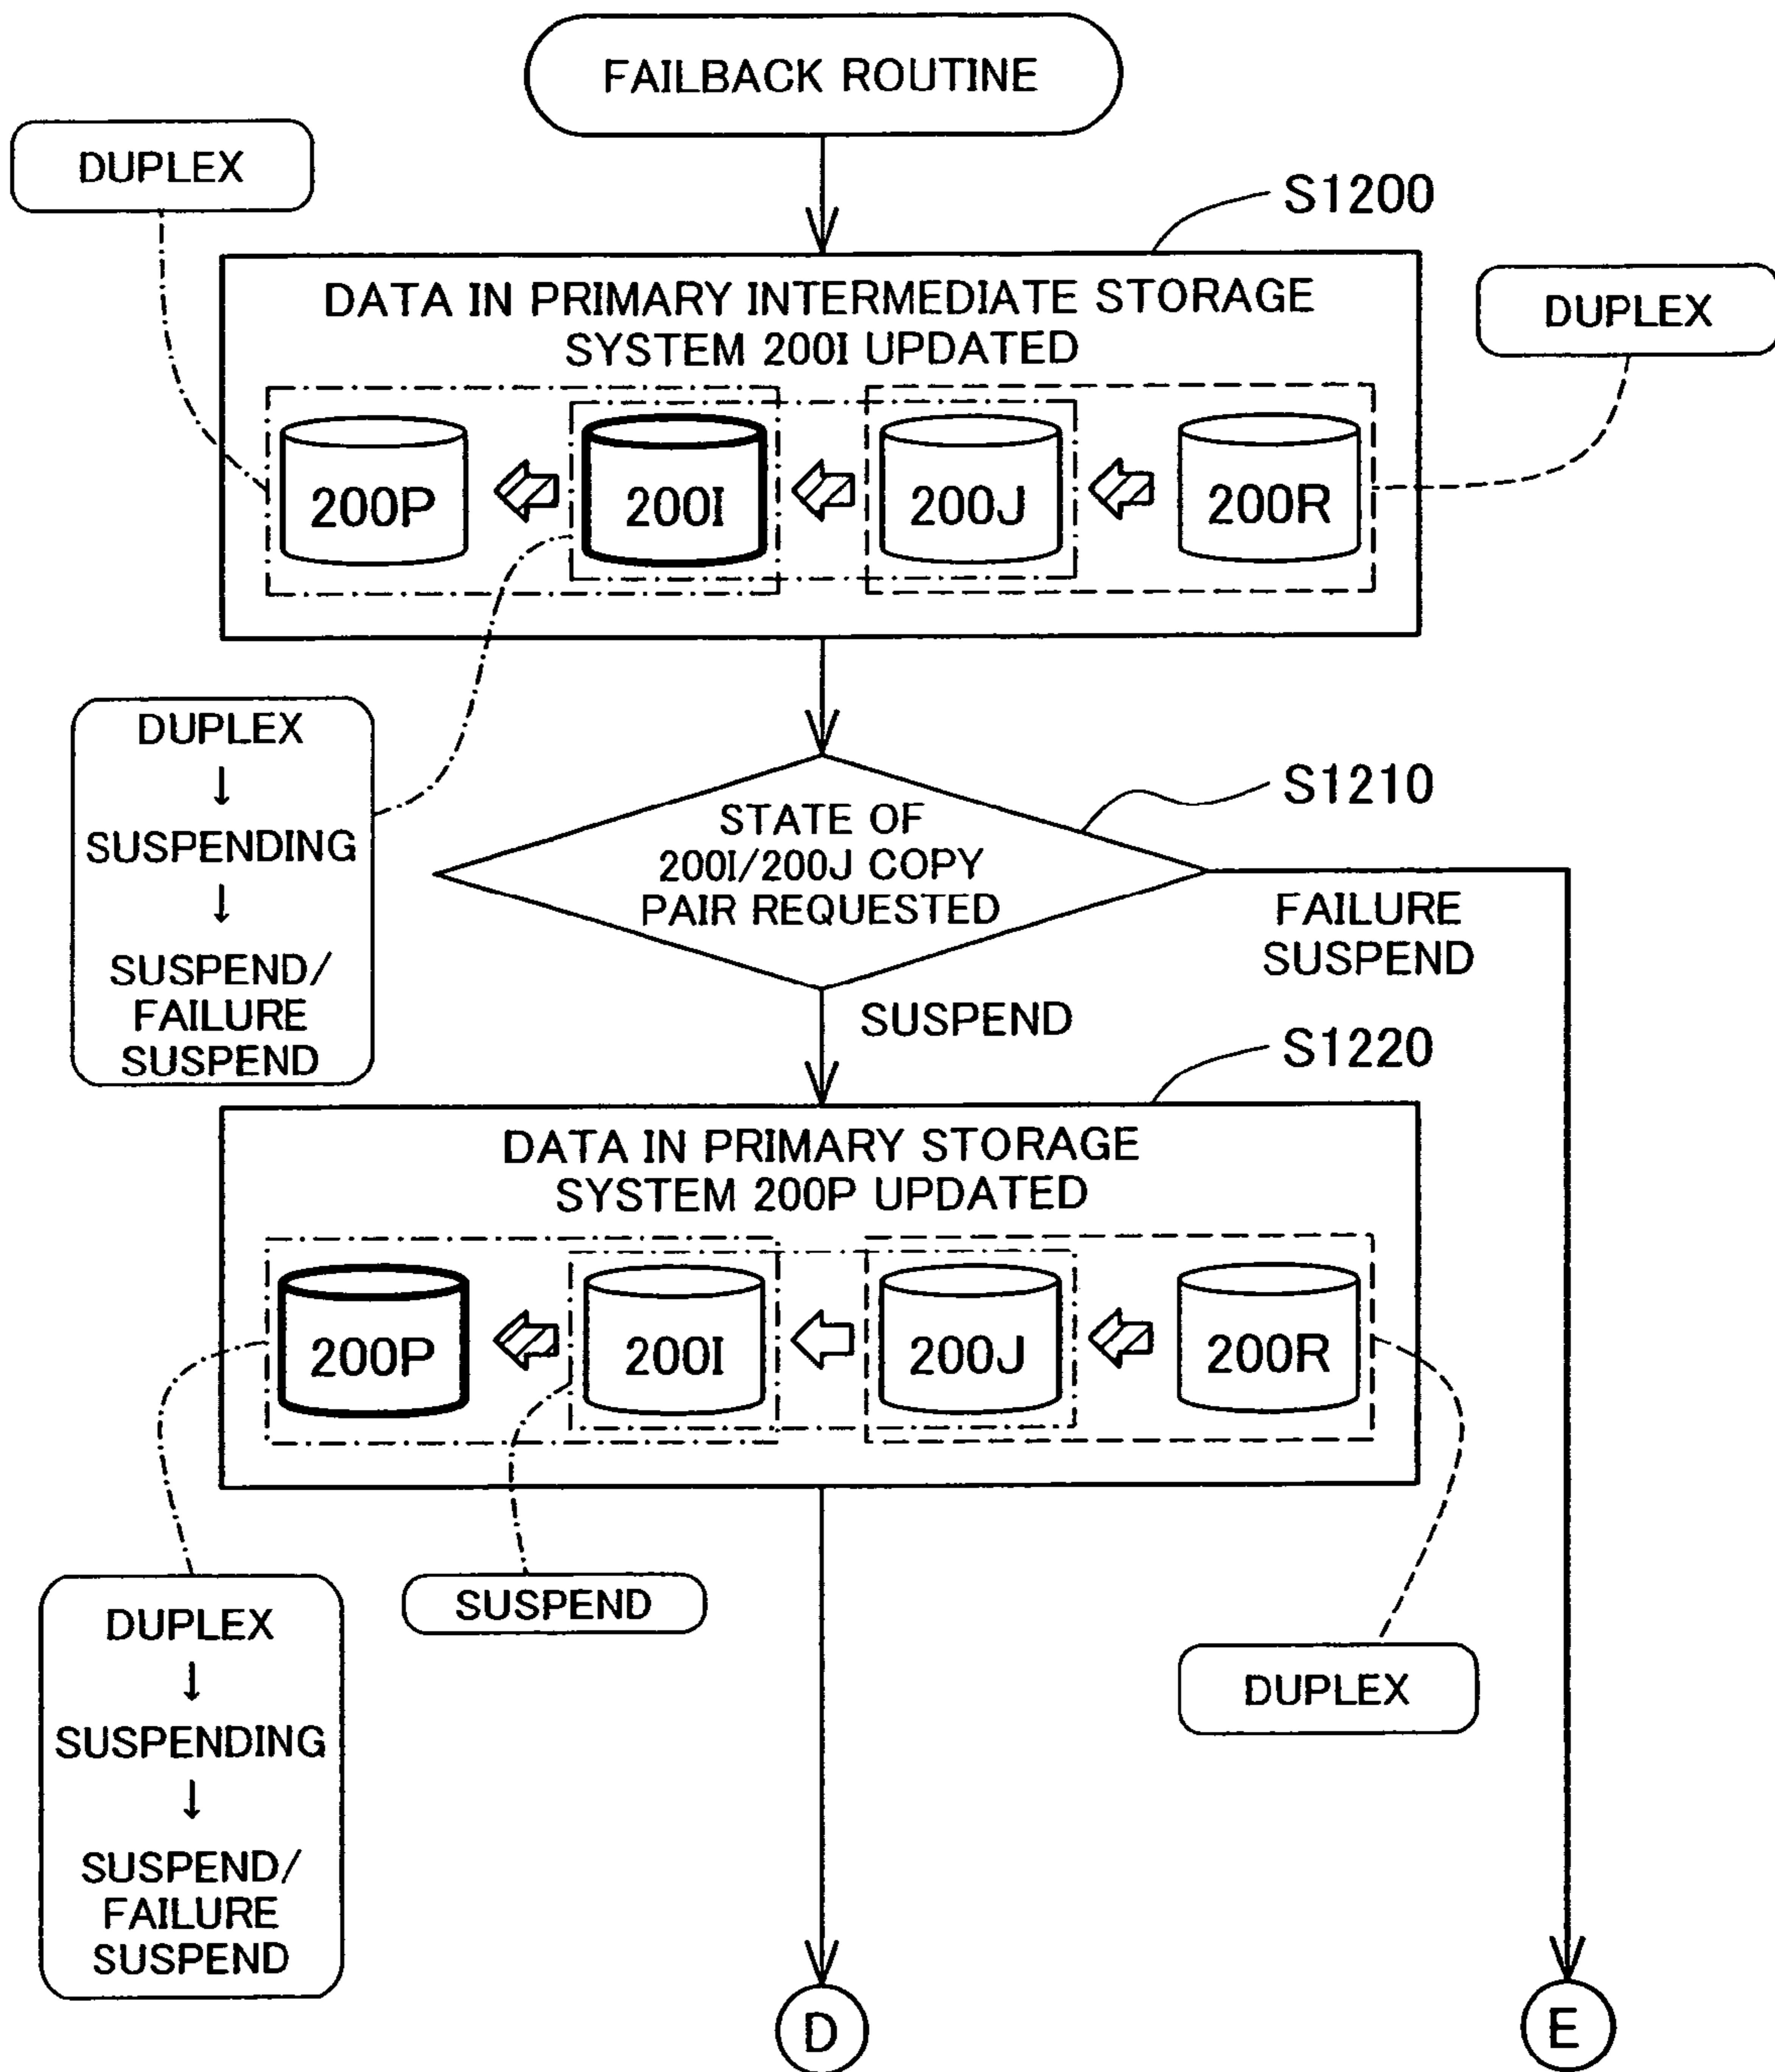 FAILBACK ROUTINE
DUPLEX
S1200
DATA IN PRIMARY INTERMEDIATE STORAGE
SYSTEM 200I UPDATED
DUPLEX
200P
200I
200J
200R
DUPLEX
↓
SUSPENDING
↓
SUSPEND/
FAILURE
SUSPEND
S1210
STATE OF
200I/200J COPY
PAIR REQUESTED
FAILURE
SUSPEND
SUSPEND
S1220
DATA IN PRIMARY STORAGE
SYSTEM 200P UPDATED
200P
200I
200J
200R
DUPLEX
↓
SUSPENDING
↓
SUSPEND/
FAILURE
SUSPEND
SUSPEND
DUPLEX
D
E